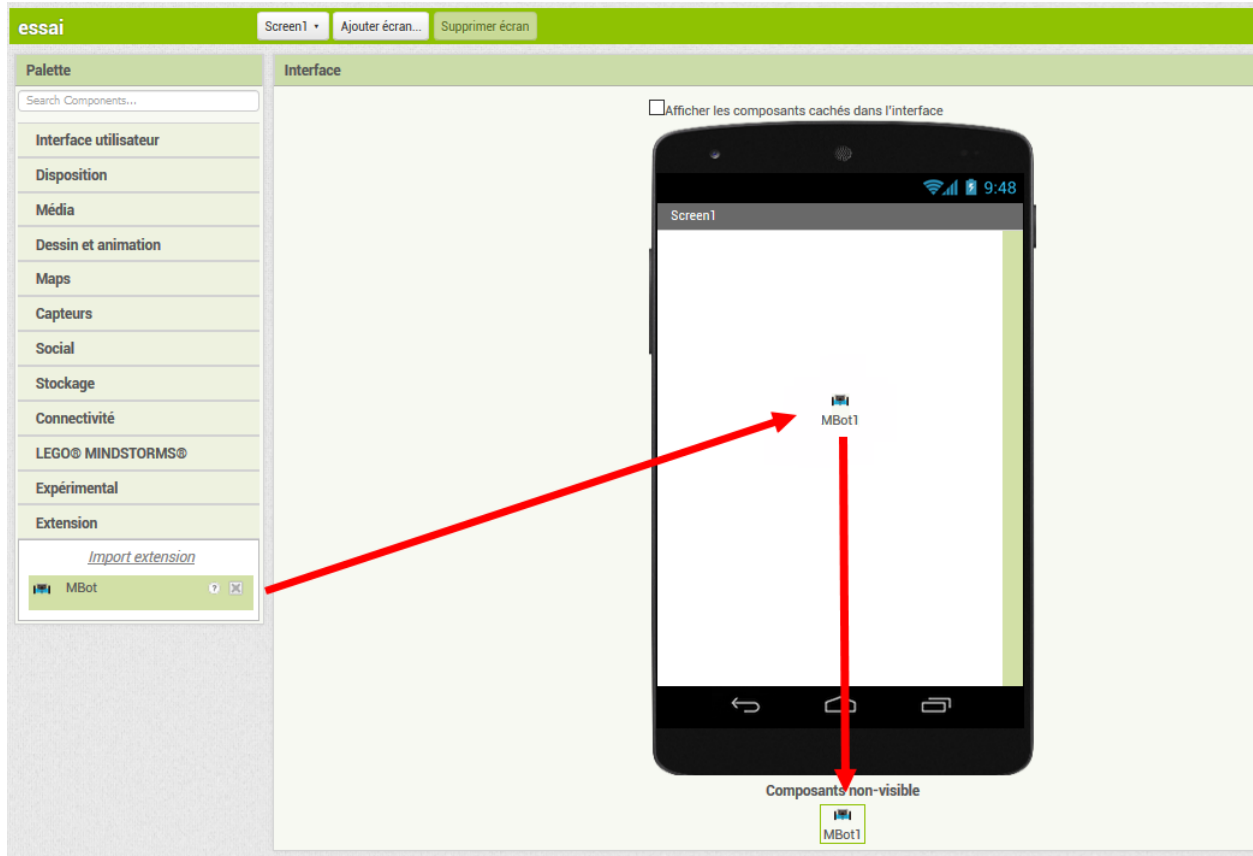 essai
Screen1
Ajouter écran...
Supprimer écran
Palette
Search Components...
Interface utilisateur
Disposition
Média
Dessin et animation
Maps
Capteurs
Social
Stockage
Connectivité
LEGO® MINDSTORMS®
Expérimental
Extension
Import extension
MBot
?
Interface
Afficher les composants cachés dans l'interface
9:48
Screen1
MBot1
Composants non-visible
MBot1